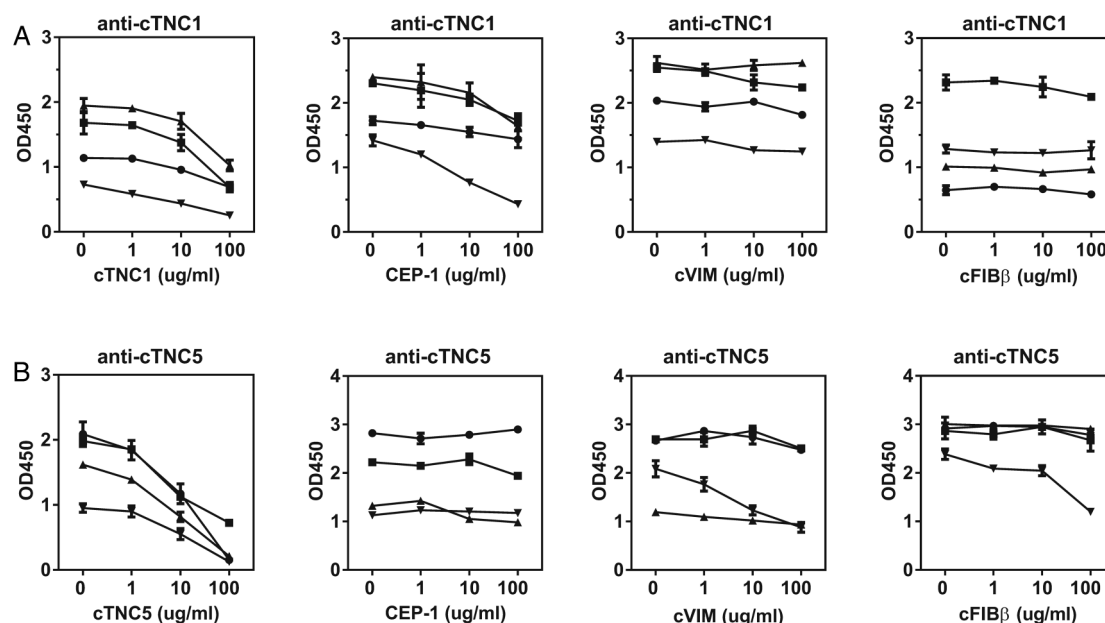 A
anti-cTNC1 anti-cTNC1 anti-cTNC1 anti-cTNC1
3 3 3 3
2 2 2 2
1 1 1 1
0 0 0 0
OD450 OD450 OD450 OD450
0 1 10 100 0 1 10 100 0 1 10 100 0 1 10 100
cTNC1 (ug/ml) CEP-1 (ug/ml) cVIM (ug/ml) cFIBβ (ug/ml)
B
anti-cTNC5 anti-cTNC5 anti-cTNC5 anti-cTNC5
3 4 4 4
2 3 3 3
1 2 2 2
0 1 1 1
0 0 0
OD450 OD450 OD450 OD450
0 1 10 100 0 1 10 100 0 1 10 100 0 1 10 100
cTNC5 (ug/ml) CEP-1 (ug/ml) cVIM (ug/ml) cFIBβ (ug/ml)